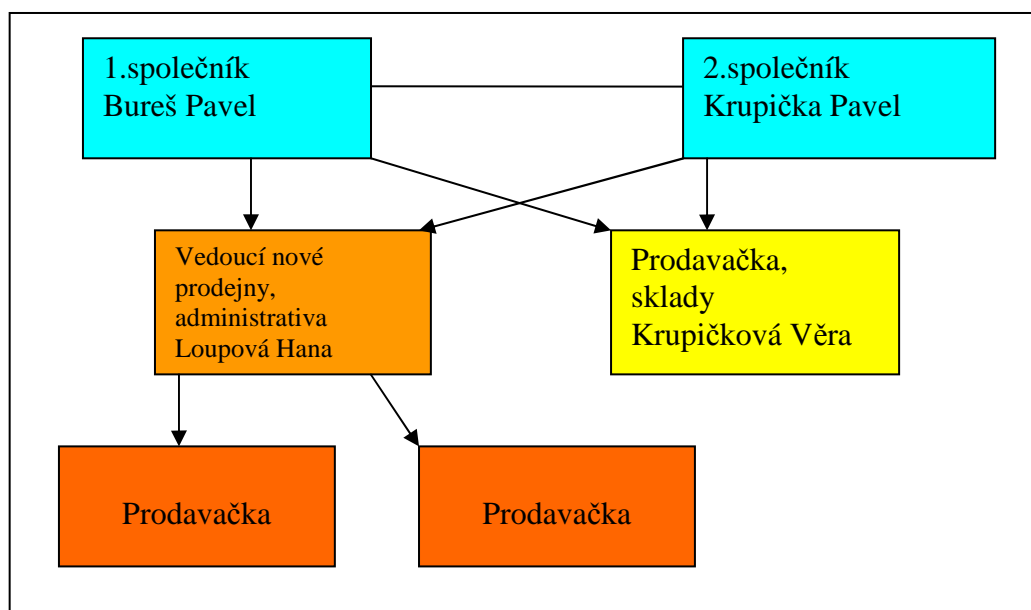 1.společník
Bureš Pavel
2.společník
Krupička Pavel
Vedoucí nové
prodejny,
administrativa
Loupová Hana
Prodavačka,
sklady
Krupičková Věra
Prodavačka
Prodavačka